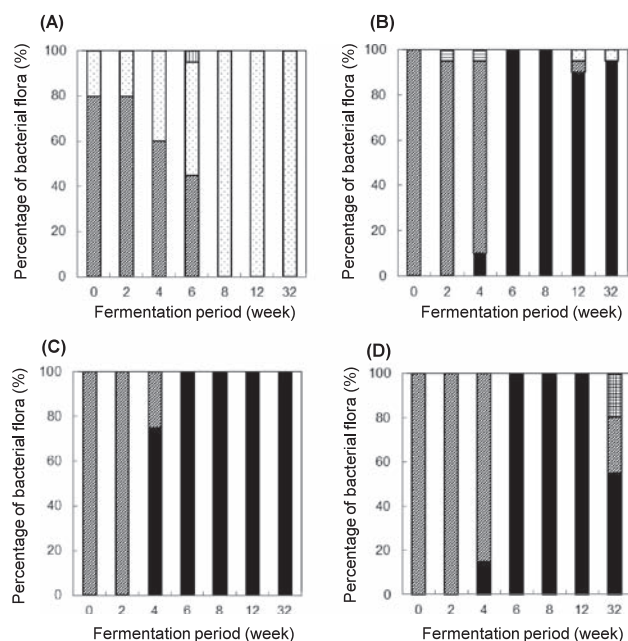 (A)
Percentage of bacterial flora (%)
100
80
60
40
20
0
0 2 4 6 8 12 32
Fermentation period (week)
(B)
Percentage of bacterial flora (%)
100
80
60
40
20
0
0 2 4 6 8 12 32
Fermentation period (week)
(C)
Percentage of bacterial flora (%)
100
80
60
40
20
0
0 2 4 6 8 12 32
Fermentation period (week)
(D)
Percentage of bacterial flora (%)
100
80
60
40
20
0
0 2 4 6 8 12 32
Fermentation period (week)